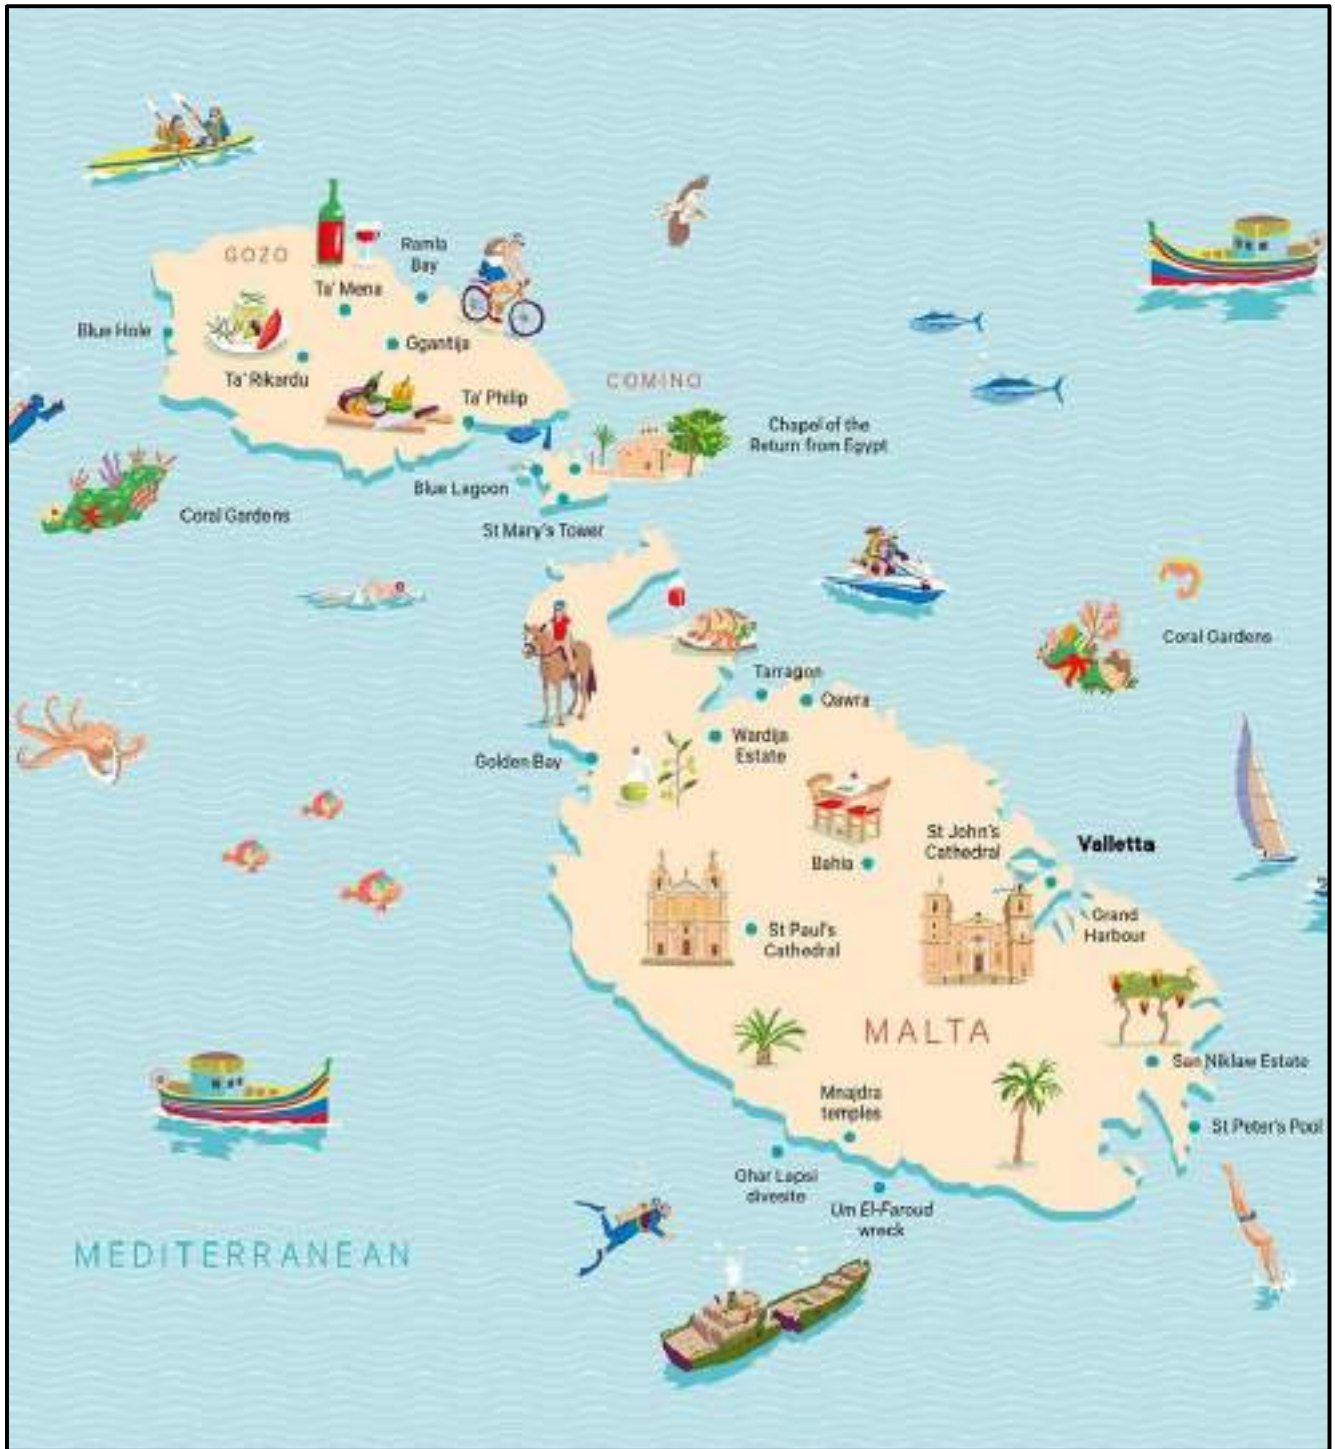 GOZO
Ramla
Bay
Ta' Mena
Blue Hole
Ggantija
Ta' Rikardu
COMINO
Ta' Philip
Chapel of the
Return from Egypt
Blue Lagoon
Coral Gardens
St Mary's Tower
Coral Gardens
Tarragon
Qawra
Wardija
Estate
Golden Bay
St John's
Cathedral
Valletta
Bahia
Grand
Harbour
St Paul's
Cathedral
MALTA
San Niklaw Estate
Mnajdra
temples
St Peter's Pool
Ghar Lapsi
divesite
Um El-Faroud
wreck
MEDITERRANEAN